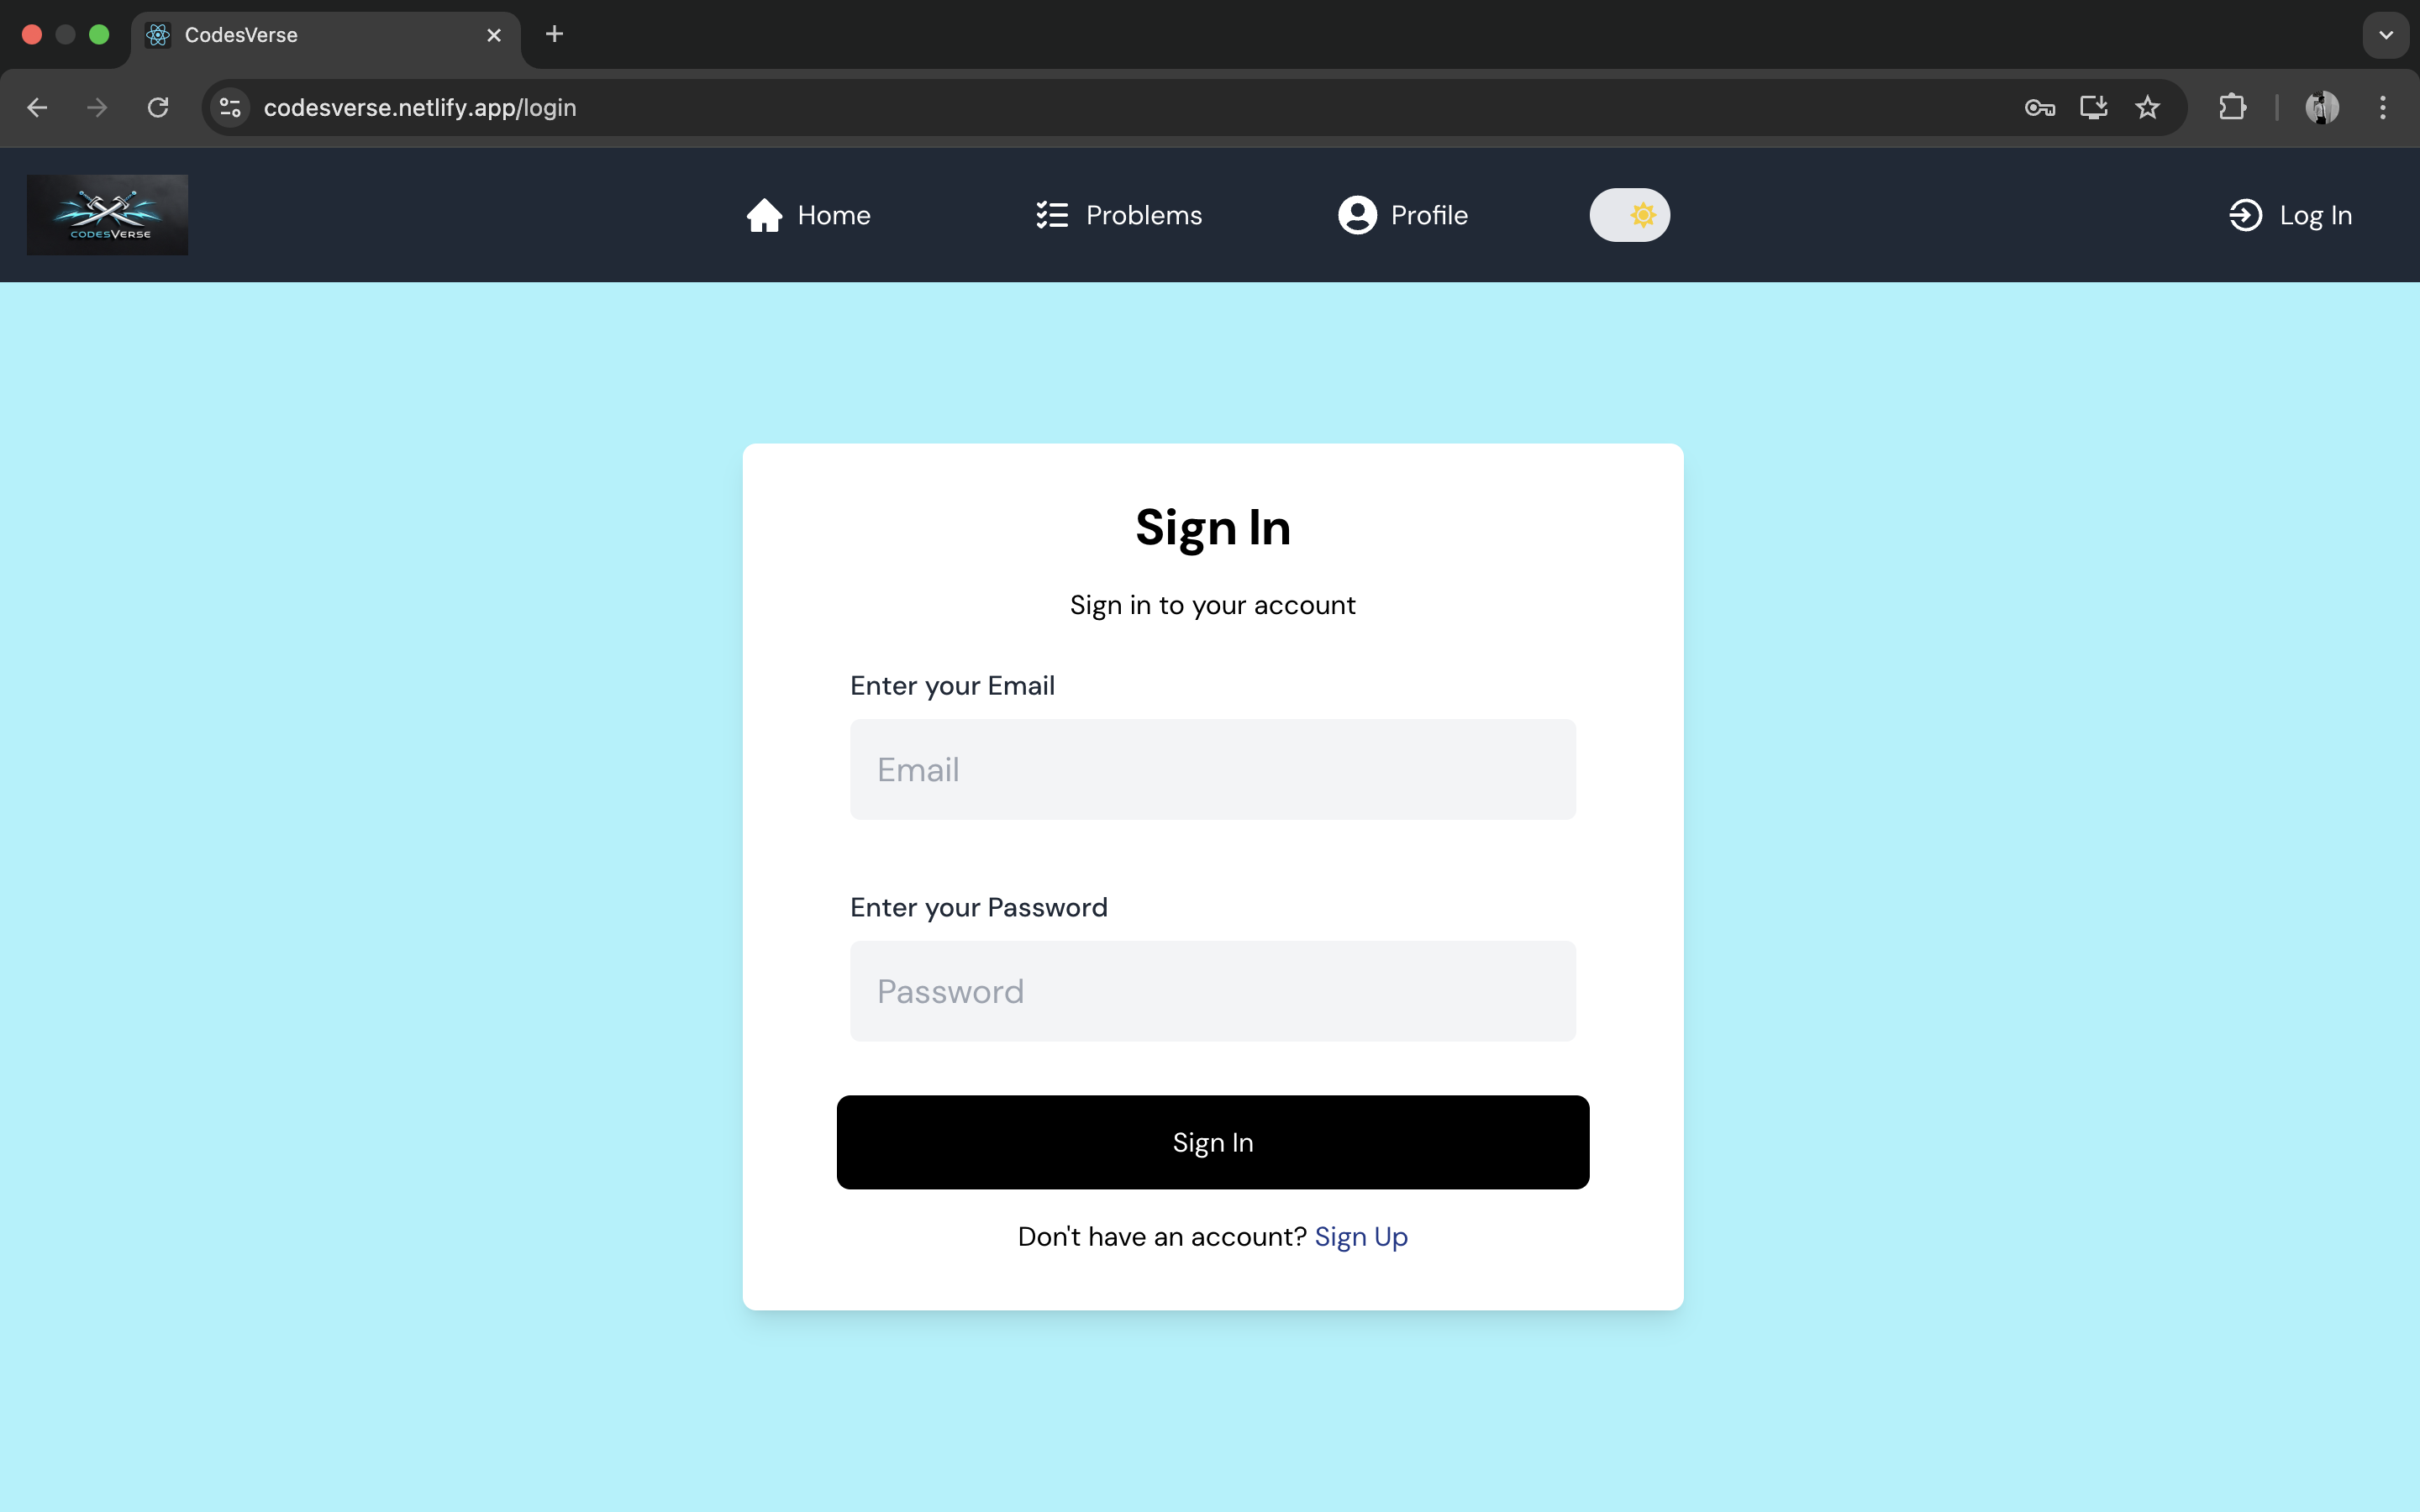 CodesVerse
codesverse.netlify.app/login
CODESVERSE
Home
Problems
Profile
Log In
Sign In
Sign in to your account
Enter your Email
Email
Enter your Password
Password
Sign In
Don't have an account? Sign Up